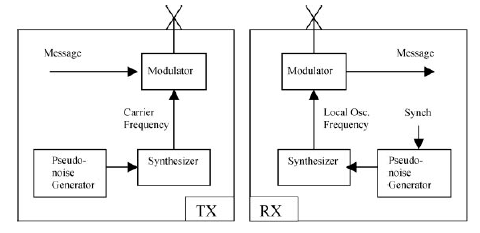 Message
Modulator
Carrier
Frequency
Pseudo-
noise
Generator
Synthesizer
TX
Modulator
Message
Local Osc.
Frequency
Synch
Synthesizer
Pseudo-
noise
Generator
RX